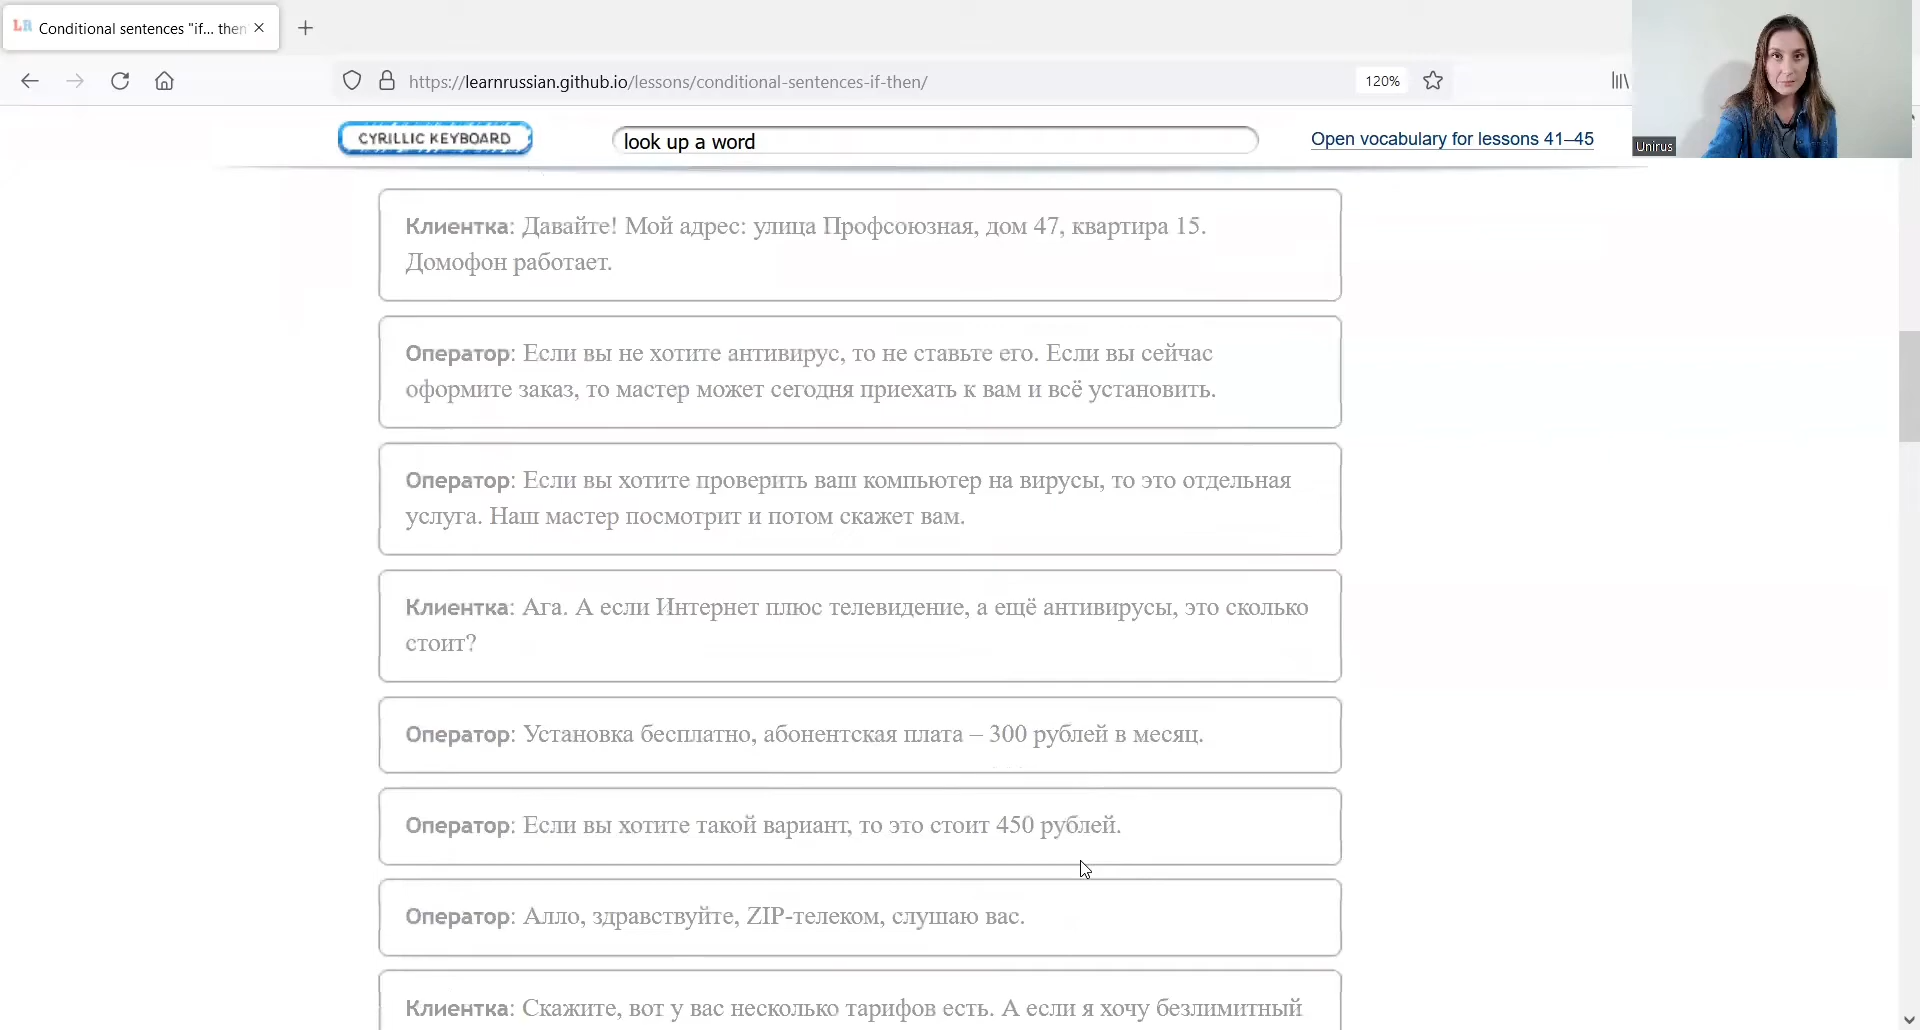 LR Conditional sentences "if... then
https://learnrussian.github.io/lessons/conditional-sentences-if-then/
120%
CYRILLIC KEYBOARD
look up a word
Open vocabulary for lessons 41–45
Unirus
Клиентка: Давайте! Мой адрес: улица Профсоюзная, дом 47, квартира 15.
Домофон работает.
Оператор: Если вы не хотите антивирус, то не ставьте его. Если вы сейчас
оформите заказ, то мастер может сегодня приехать к вам и всё установить.
Оператор: Если вы хотите проверить ваш компьютер на вирусы, то это отдельная
услуга. Наш мастер посмотрит и потом скажет вам.
Клиентка: Ага. А если Интернет плюс телевидение, а ещё антивирусы, это сколько
стоит?
Оператор: Установка бесплатно, абонентская плата – 300 рублей в месяц.
Оператор: Если вы хотите такой вариант, то это стоит 450 рублей.
Оператор: Алло, здравствуйте, ZIP-телеком, слушаю вас.
Клиентка: Скажите, вот у вас несколько тарифов есть. А если я хочу безлимитный